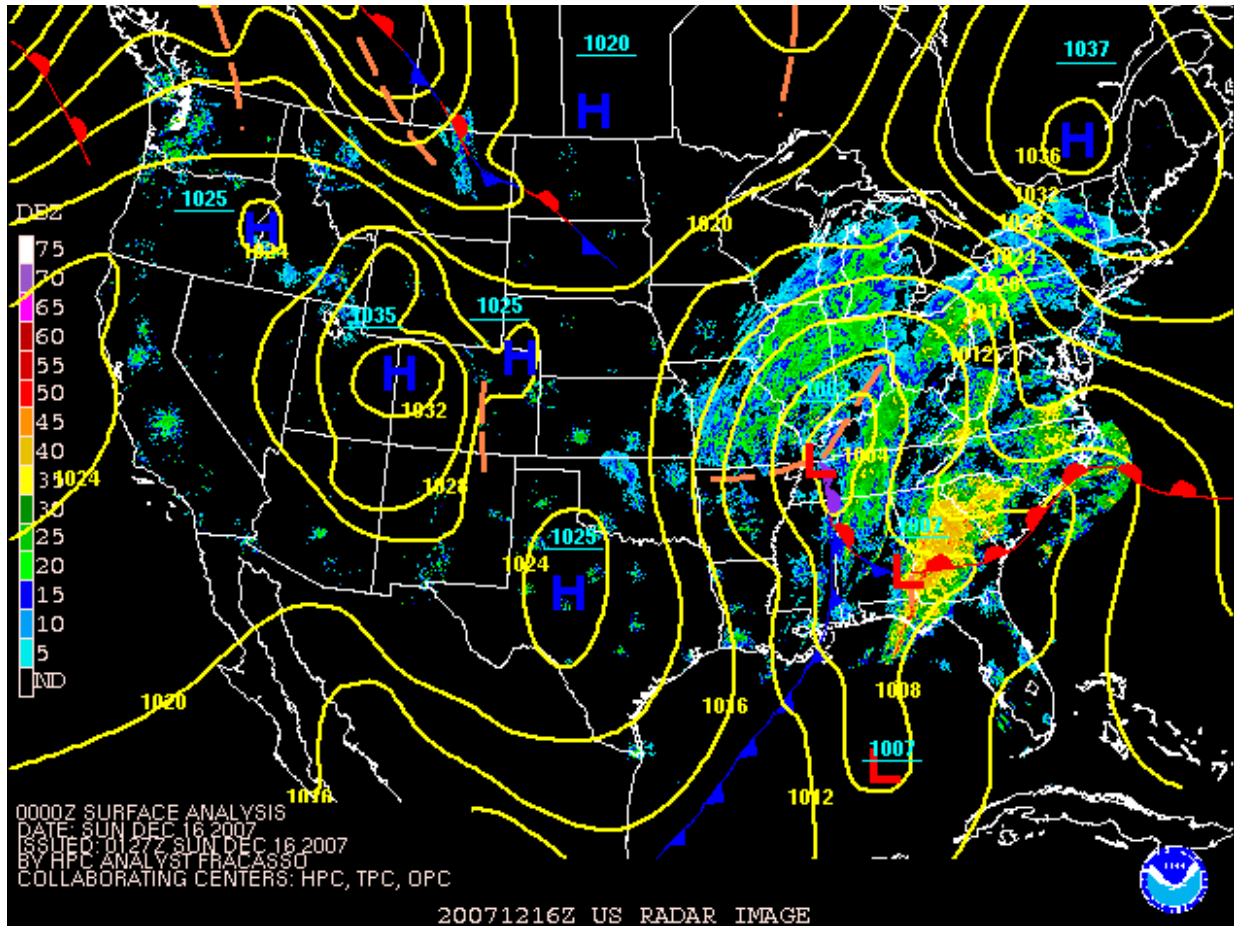 1020
1037
H
H
1036
1032
1025
H
1024
1020
1028
1024
1020
1016
DBZ
75
70
65
60
55
50
45
40
35
30
25
20
15
10
5
ND
1035
1025
H
H
1032
1012
L
1004
1024
1028
1025
1024
H
1007
L
1020
1016
1008
1007
L
1016
1012
0000Z SURFACE ANALYSIS
DATE: SUN DEC 16 2007
ISSUED: 0127Z SUN DEC 16 2007
BY HPC ANALYST FRACASSO
COLLABORATING CENTERS: HPC, TPC, OPC
20071216Z US RADAR IMAGE